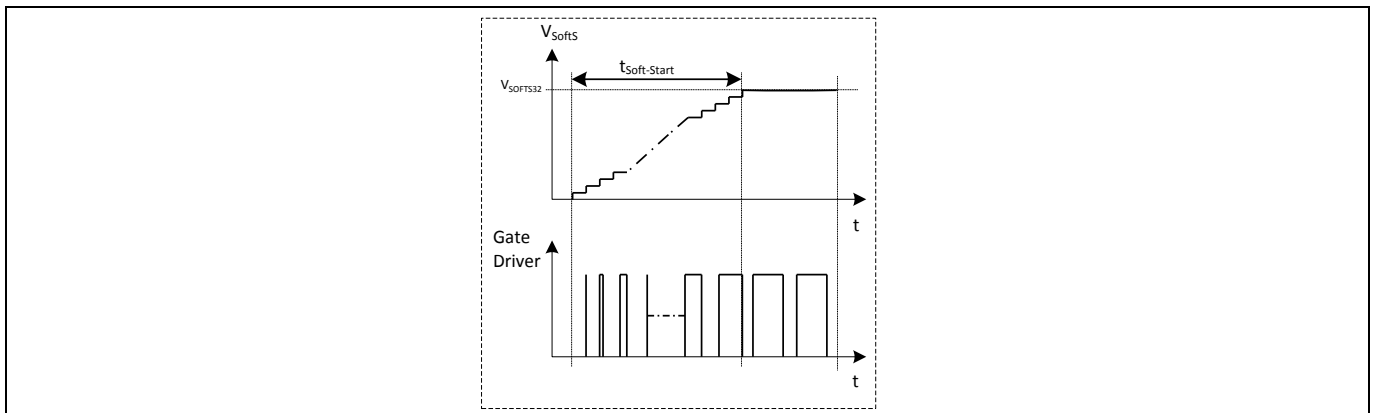 VSoftS
tSoft-Start
VSOFTS32
t
Gate
Driver
t